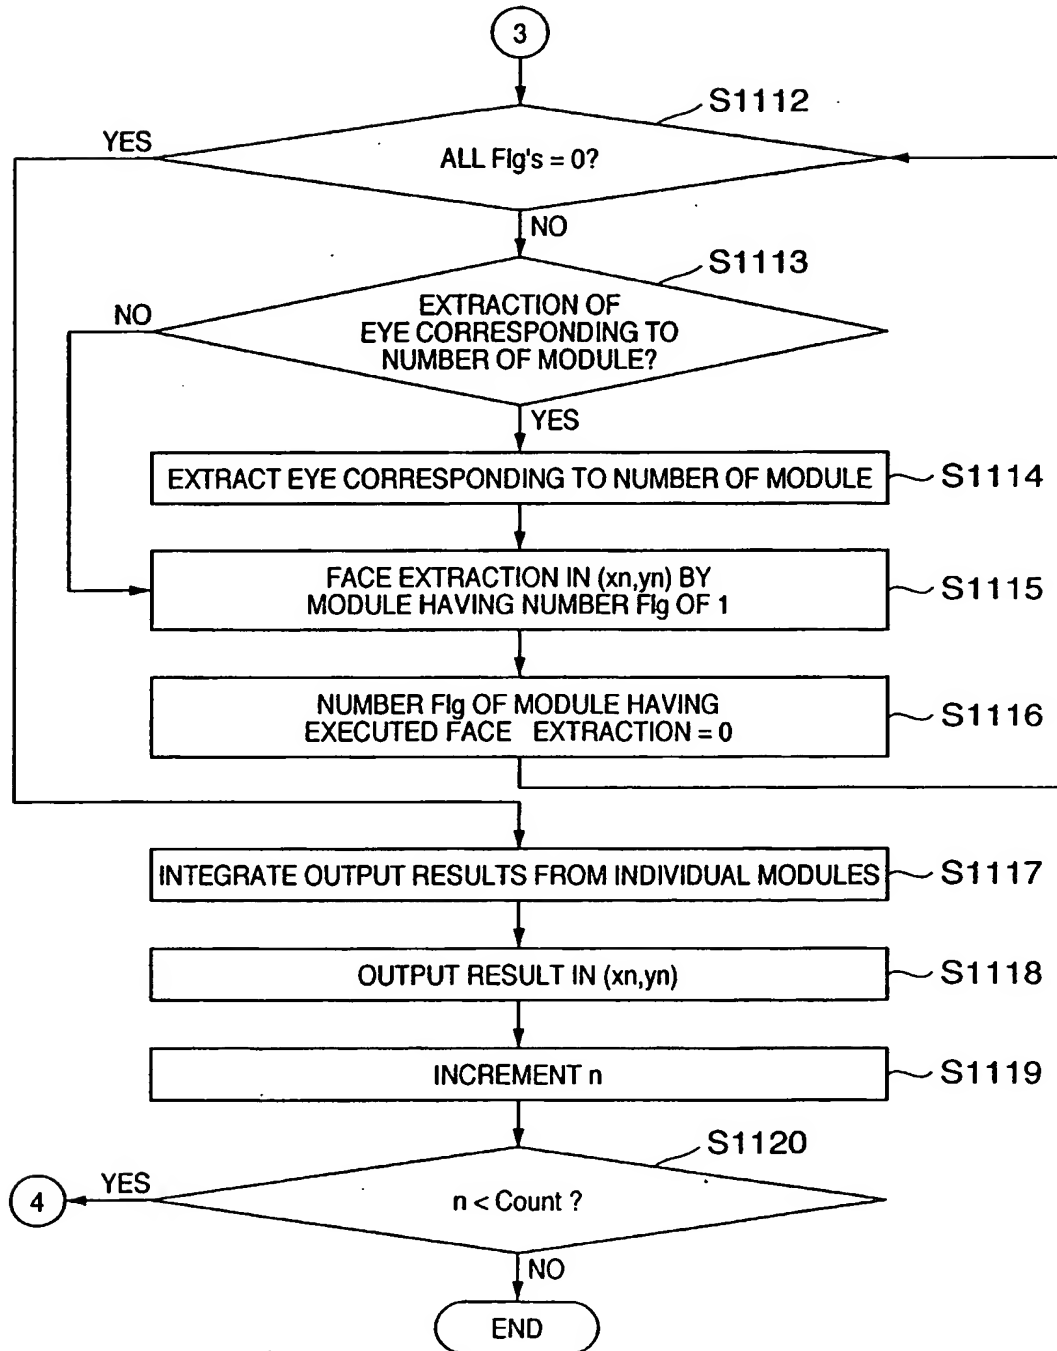 3
S1112
YES
ALL Flg's = 0?
NO
S1113
NO
EXTRACTION OF
EYE CORRESPONDING TO
NUMBER OF MODULE?
YES
EXTRACT EYE CORRESPONDING TO NUMBER OF MODULE
S1114
FACE EXTRACTION IN (xn,yn) BY
MODULE HAVING NUMBER Flg OF 1
S1115
NUMBER Flg OF MODULE HAVING
EXECUTED FACE EXTRACTION = 0
S1116
INTEGRATE OUTPUT RESULTS FROM INDIVIDUAL MODULES
S1117
OUTPUT RESULT IN (xn,yn)
S1118
INCREMENT n
S1119
S1120
4
YES
n < Count ?
NO
END